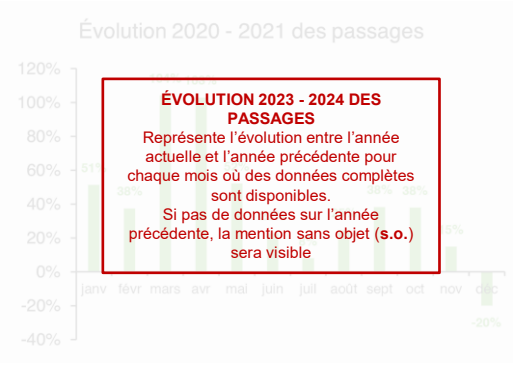 Évolution 2020 - 2021 des passages
120%
100%
80%
60%
40%
20%
0%
-20%
-40%
ÉVOLUTION 2023 - 2024 DES
PASSAGES
Représente l'évolution entre l'année
actuelle et l'année précédente pour
chaque mois où des données complètes
sont disponibles.
Si pas de données sur l'année
précédente, la mention sans objet (s.o.)
sera visible
51%
38%
38% 38%
janv févr mars avr mai juin juil août sept oct nov déc
-20%